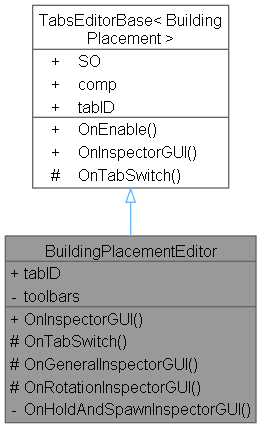 TabsEditorBase< Building
Placement >
+ SO
+ comp
+ tabID
+ OnEnable()
+ OnInspectorGUI()
# OnTabSwitch()
BuildingPlacementEditor
+ tabID
- toolbars
+ OnInspectorGUI()
# OnTabSwitch()
# OnGeneralInspectorGUI()
# OnRotationInspectorGUI()
- OnHoldAndSpawnInspectorGUI()